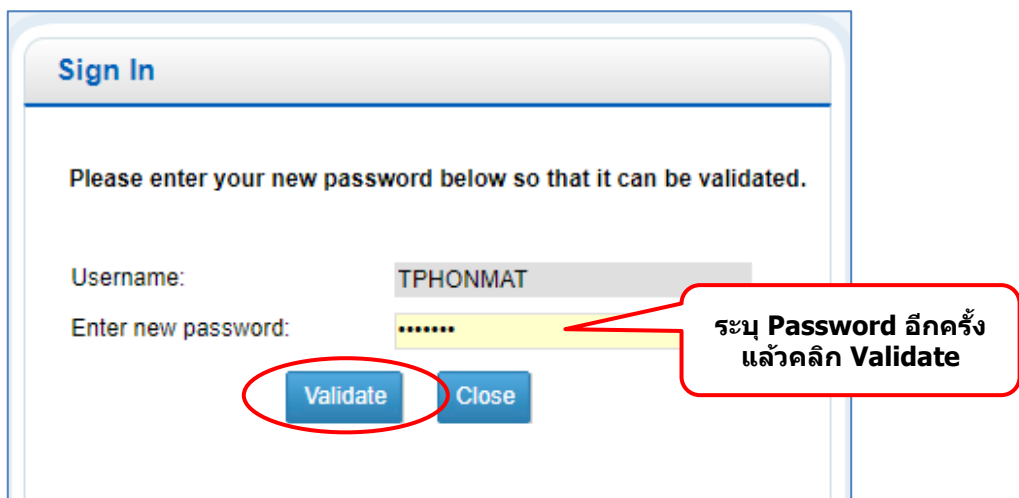 Sign In
Please enter your new password below so that it can be validated.
Username: TPHONMAT
Enter new password: •••••••
ระบุ Password อีกครั้ง
แล้วคลิก Validate
Validate Close